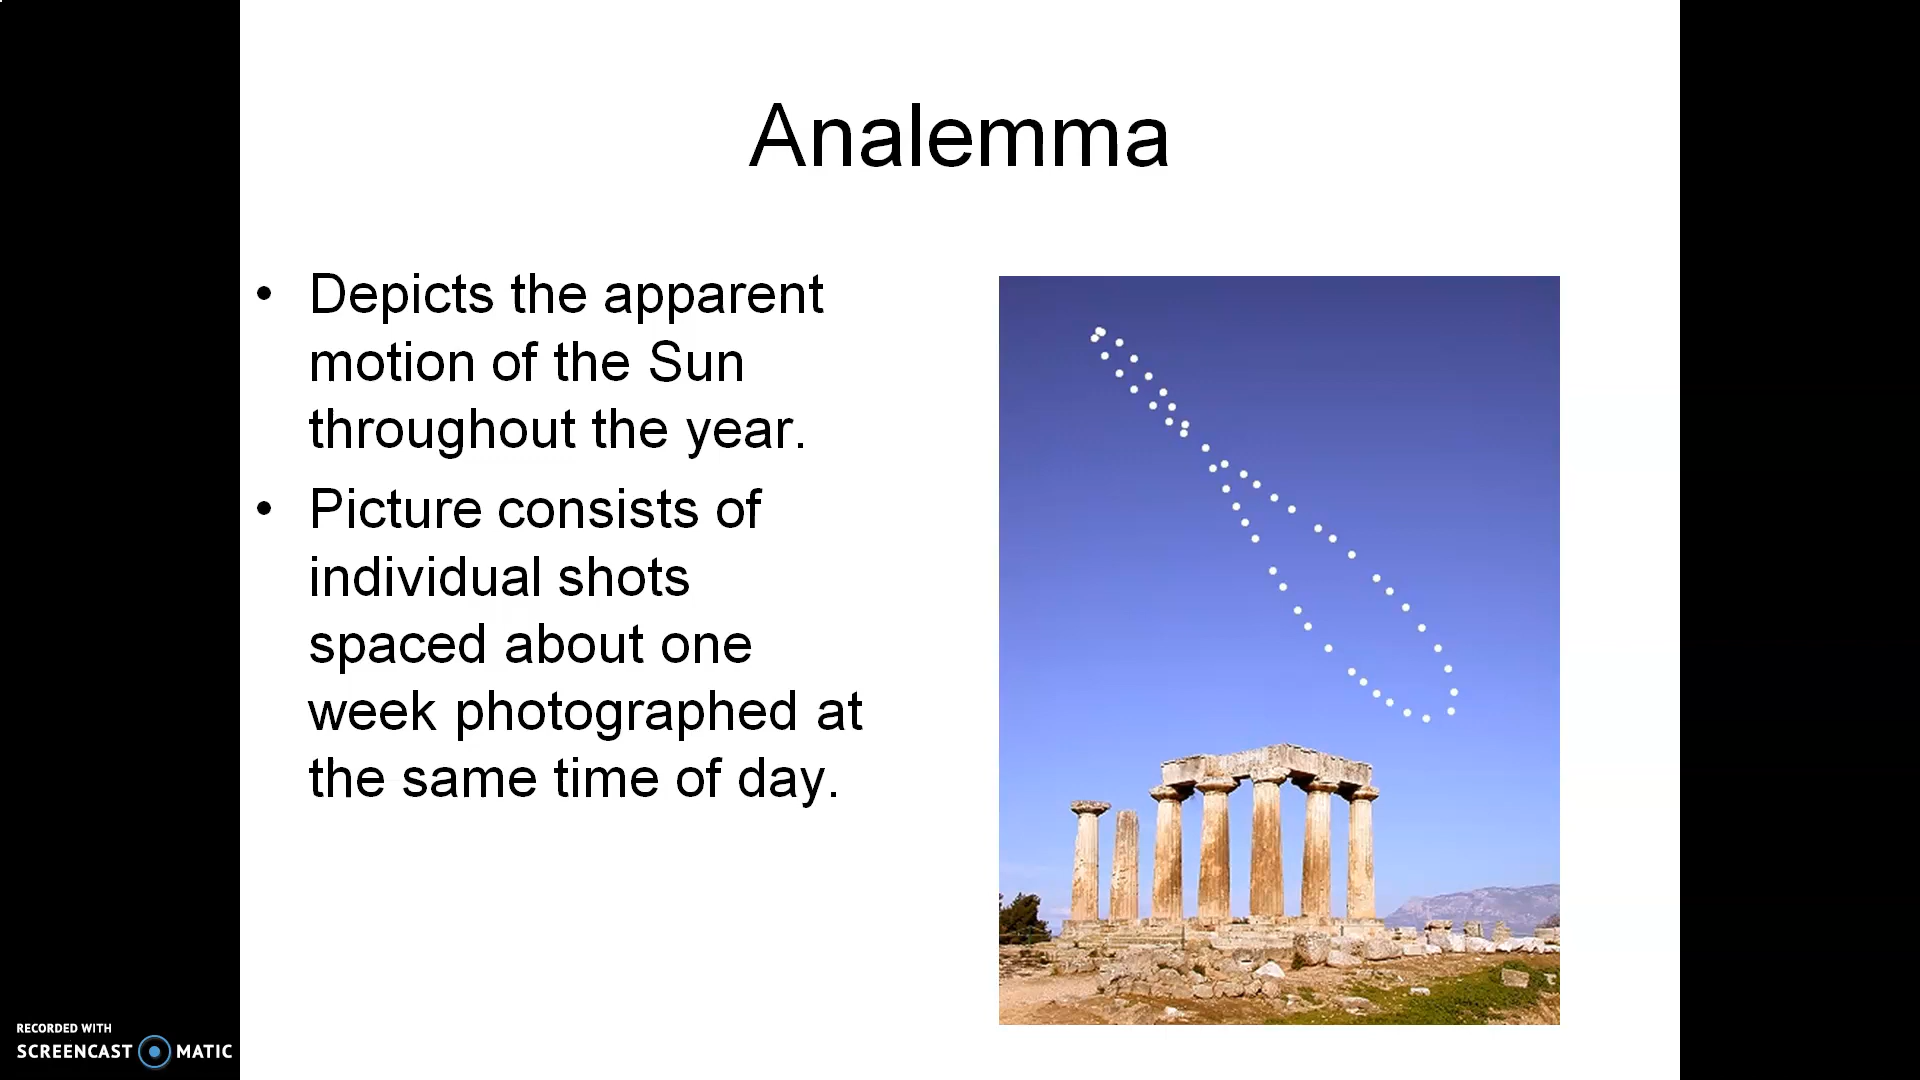 Analemma
• Depicts the apparent
motion of the Sun
throughout the year.
• Picture consists of
individual shots
spaced about one
week photographed at
the same time of day.
RECORDED WITH
SCREENCAST MATIC